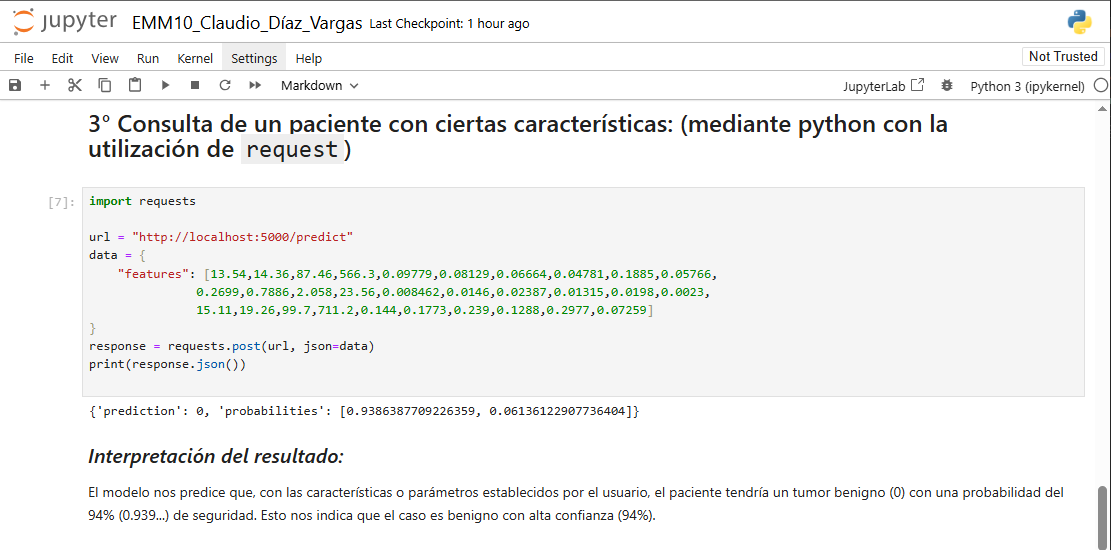 jupyter EMM10_Claudio_Díaz_Vargas Last Checkpoint: 1 hour ago
File Edit View Run Kernel Settings Help Not Trusted
Markdown JupyterLab Python 3 (ipykernel)
3° Consulta de un paciente con ciertas características: (mediante python con la
utilización de request)
[7]:
import requests
url = "http://localhost:5000/predict"
data = {
"features": [13.54,14.36,87.46,566.3,0.09779,0.08129,0.06664,0.04781,0.1885,0.05766,
0.2699,0.7886,2.058,23.56,0.008462,0.0146,0.02387,0.01315,0.0198,0.0023,
15.11,19.26,99.7,711.2,0.144,0.1773,0.239,0.1288,0.2977,0.07259]
}
response = requests.post(url, json=data)
print(response.json())
{'prediction': 0, 'probabilities': [0.9386387709226359, 0.06136122907736404]}
Interpretación del resultado:
El modelo nos predice que, con las características o parámetros establecidos por el usuario, el paciente tendría un tumor benigno (0) con una probabilidad del
94% (0.939...) de seguridad. Esto nos indica que el caso es benigno con alta confianza (94%).